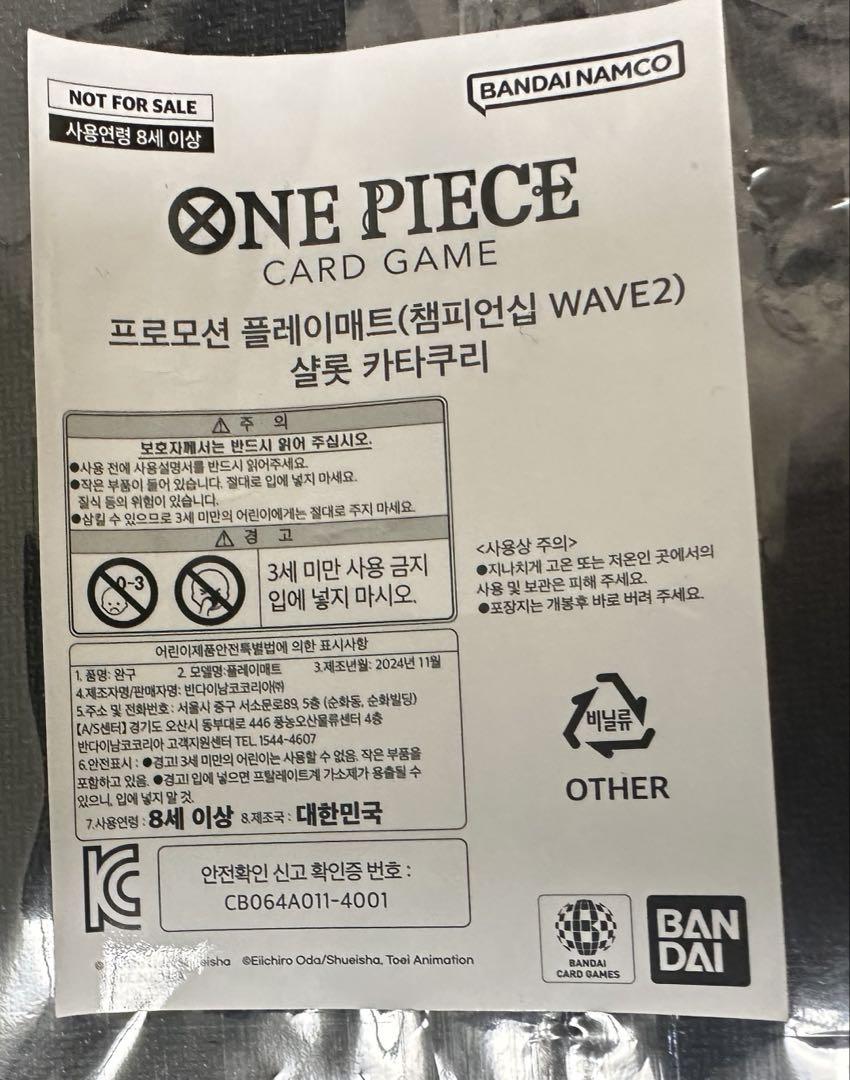 NOT FOR SALE
사용연령 8세 이상
BANDAI NAMCO
ONE PIECE
CARD GAME
프로모션 플레이매트(챔피언십 WAVE2)
샬롯 카타쿠리
주 의
보호자께서는 반드시 읽어 주십시오.
●사용 전에 사용설명서를 반드시 읽어주세요.
●작은 부품이 들어 있습니다. 절대로 입에 넣지 마세요.
질식 등의 위험이 있습니다.
●삼킬 수 있으므로 3세 미만의 어린이에게는 절대로 주지 마세요.
경 고
0-3
3세 미만 사용 금지
입에 넣지 마시오.
<사용상 주의>
●지나치게 고온 또는 저온인 곳에서의
사용 및 보관은 피해 주세요.
●포장지는 개봉후 바로 버려 주세요.
어린이제품안전특별법에 의한 표시사항
1. 품명: 완구 2. 모델명:플레이매트 3.제조년월: 2024년 11월
4.제조자명/판매자명: 반다이남코코리아㈜
5.주소 및 전화번호: 서울시 중구 서소문로89, 5층 (순화동, 순화빌딩)
【A/S센터】 경기도 오산시 동부대로 446 풍농오산물류센터 4층
반다이남코코리아 고객지원센터 TEL.1544-4607
6.안전표시 : ●경고! 3세 미만의 어린이는 사용할 수 없음. 작은 부품을
포함하고 있음. ●경고! 입에 넣으면 프탈레이트계 가소제가 용출될 수
있으니, 입에 넣지 말 것.
7.사용연령 : 8세 이상 8.제조국 : 대한민국
비닐류
OTHER
안전확인 신고 확인증 번호 :
CB064A011-4001
©Eiichiro Oda/Shueisha, Toei Animation
BANDAI
CARD GAMES
BAN
DAI